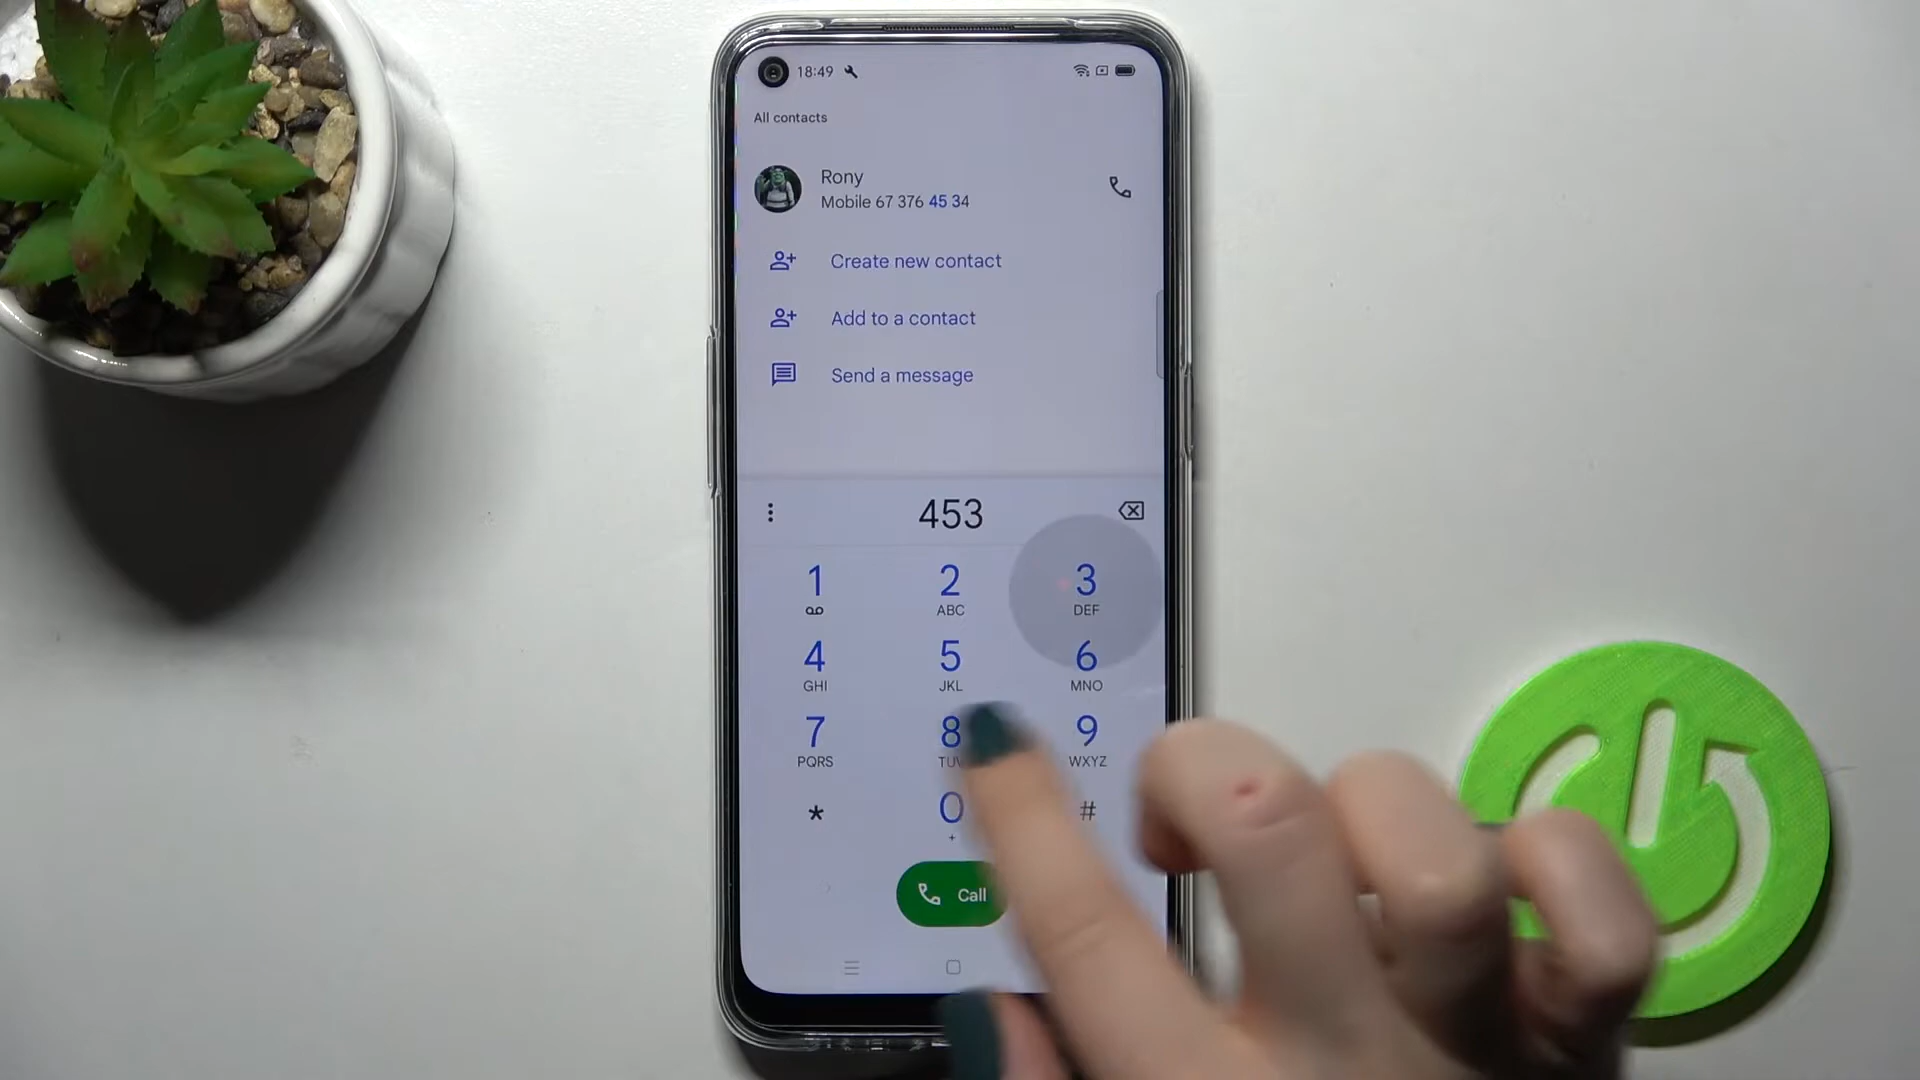 18:49
All contacts
Rony
Mobile 67 376 45 34
Create new contact
Add to a contact
Send a message
453
1 2 3
ABC DEF
4 5 6
GHI JKL MNO
7 8 9
PQRS TUV WXYZ
* 0 #
+
Call